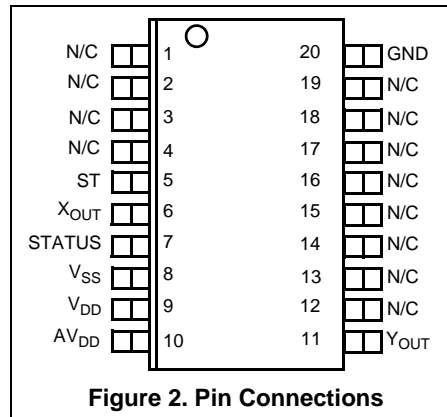 N/C 1 20 GND
N/C 2 19 N/C
N/C 3 18 N/C
N/C 4 17 N/C
ST 5 16 N/C
XOUT 6 15 N/C
STATUS 7 14 N/C
VSS 8 13 N/C
VDD 9 12 N/C
AVDD 10 11 YOUT
Figure 2. Pin Connections